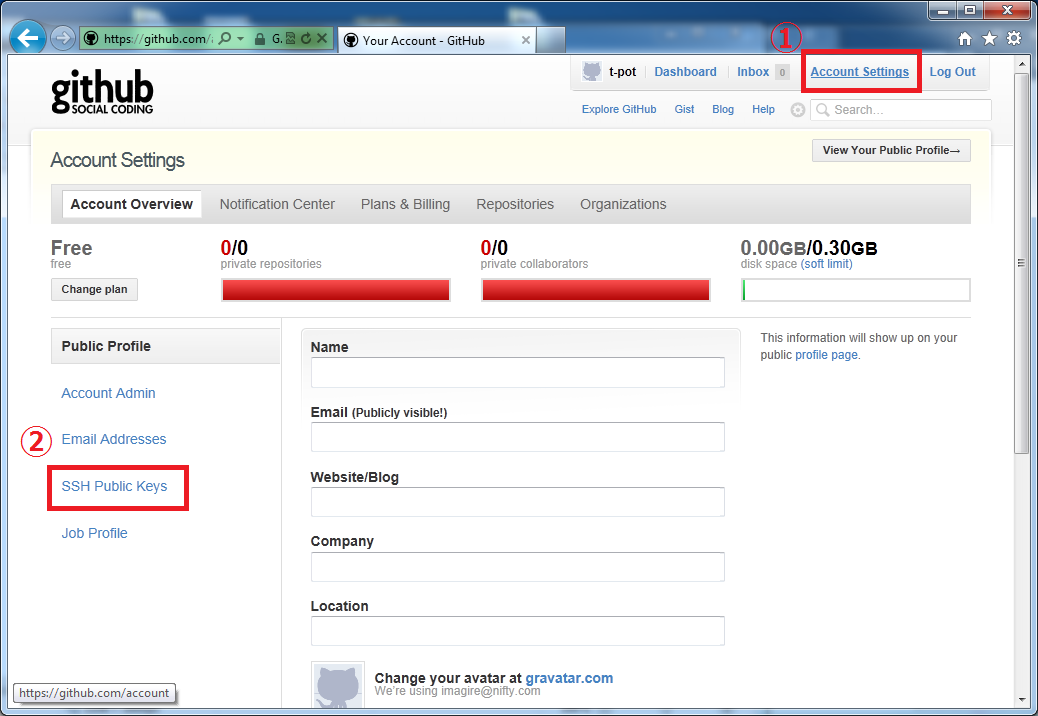 https://github.com/
G.
Your Account - GitHub
①
t-pot Dashboard Inbox 0 Account Settings Log Out
github
SOCIAL CODING
Explore GitHub Gist Blog Help Search...
Account Settings
View Your Public Profile→
Account Overview Notification Center Plans & Billing Repositories Organizations
Free 0/0 0/0 0.00GB/0.30GB
free private repositories private collaborators disk space (soft limit)
Change plan
Public Profile
Account Admin
②
Email Addresses
SSH Public Keys
Job Profile
Name
Email (Publicly visible!)
Website/Blog
Company
Location
Change your avatar at gravatar.com
We're using imagire@nifty.com
This information will show up on your
public profile page.
https://github.com/account